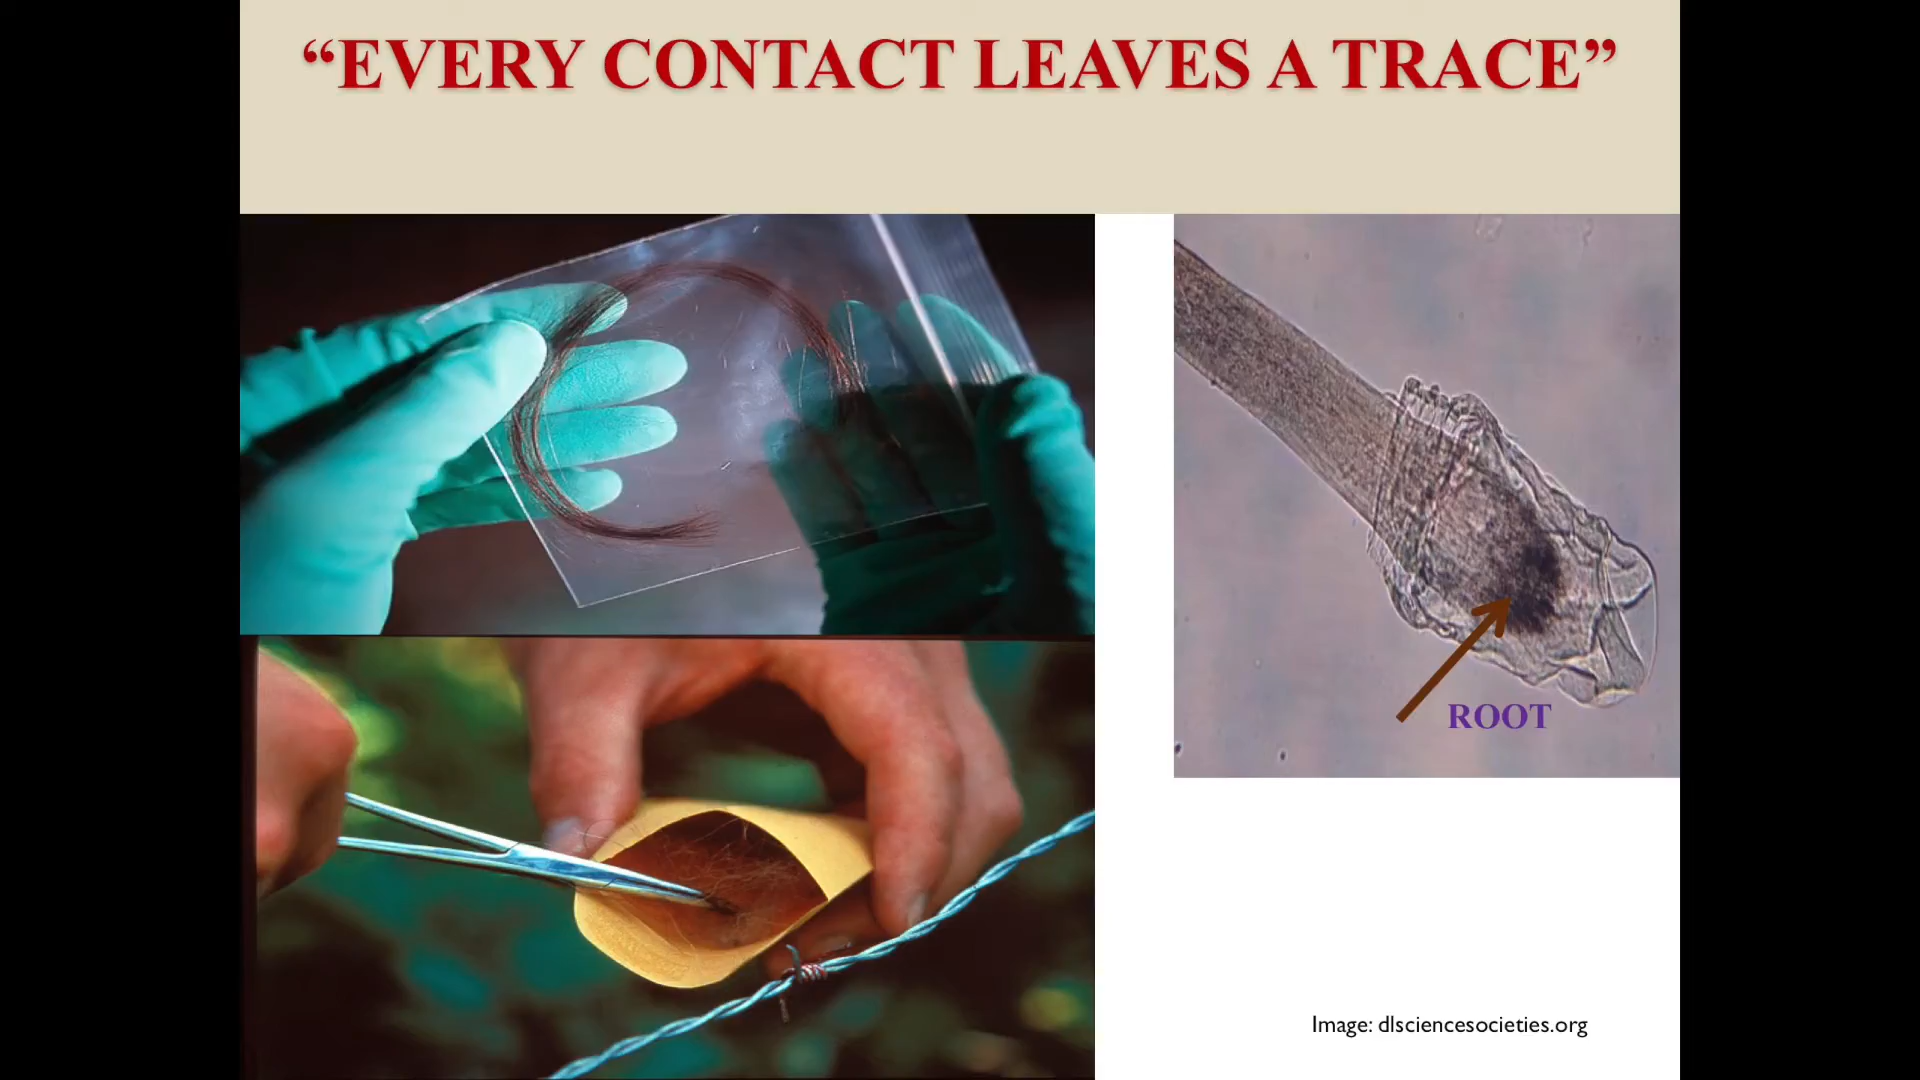 “EVERY CONTACT LEAVES A TRACE”
ROOT
Image: dlsciencesocieties.org